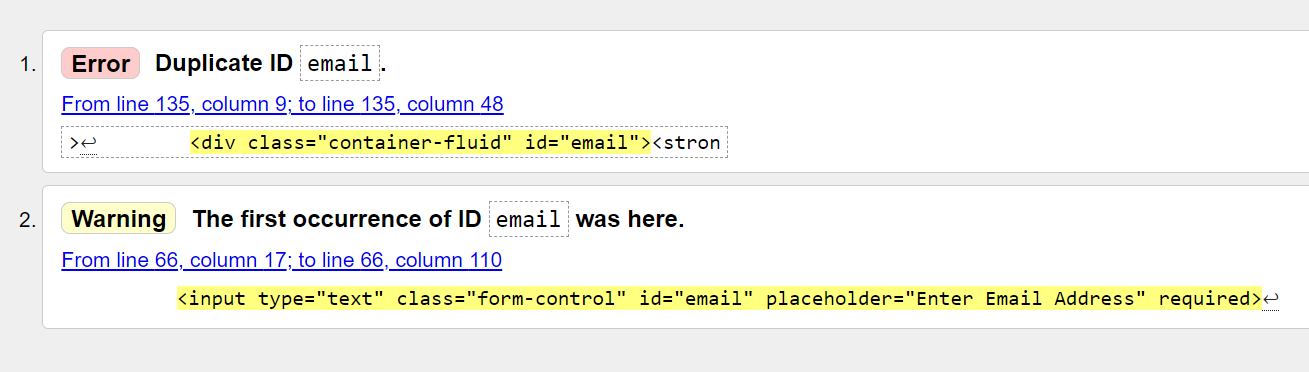 1. Error Duplicate ID email.
From line 135, column 9; to line 135, column 48
>↩ <div class="container-fluid" id="email"><stron
2. Warning The first occurrence of ID email was here.
From line 66, column 17; to line 66, column 110
<input type="text" class="form-control" id="email" placeholder="Enter Email Address" required>↩